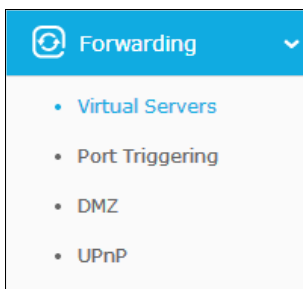 Forwarding
Virtual Servers
Port Triggering
DMZ
UPnP